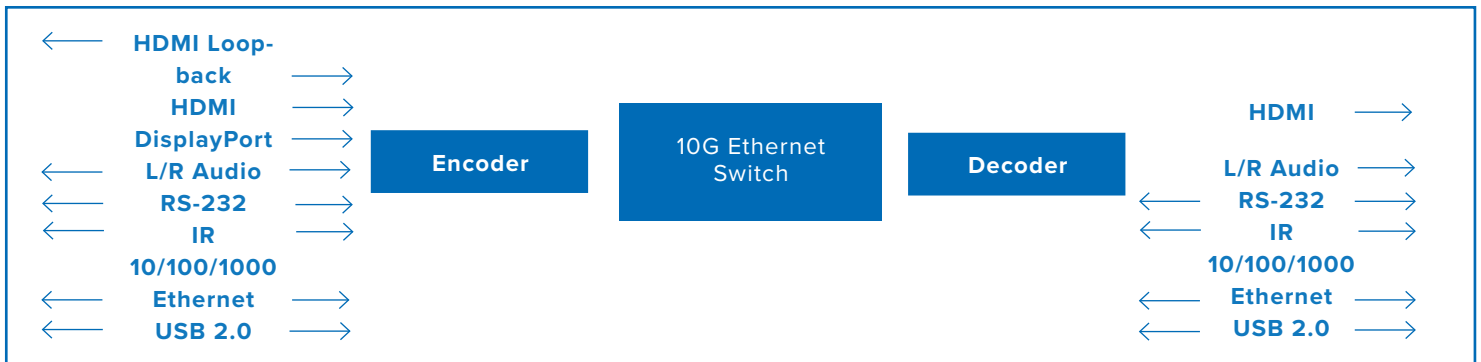 HDMI Loop-
back
HDMI
DisplayPort
L/R Audio
RS-232
IR
10/100/1000
Ethernet
USB 2.0
Encoder
10G Ethernet
Switch
Decoder
HDMI
L/R Audio
RS-232
IR
10/100/1000
Ethernet
USB 2.0